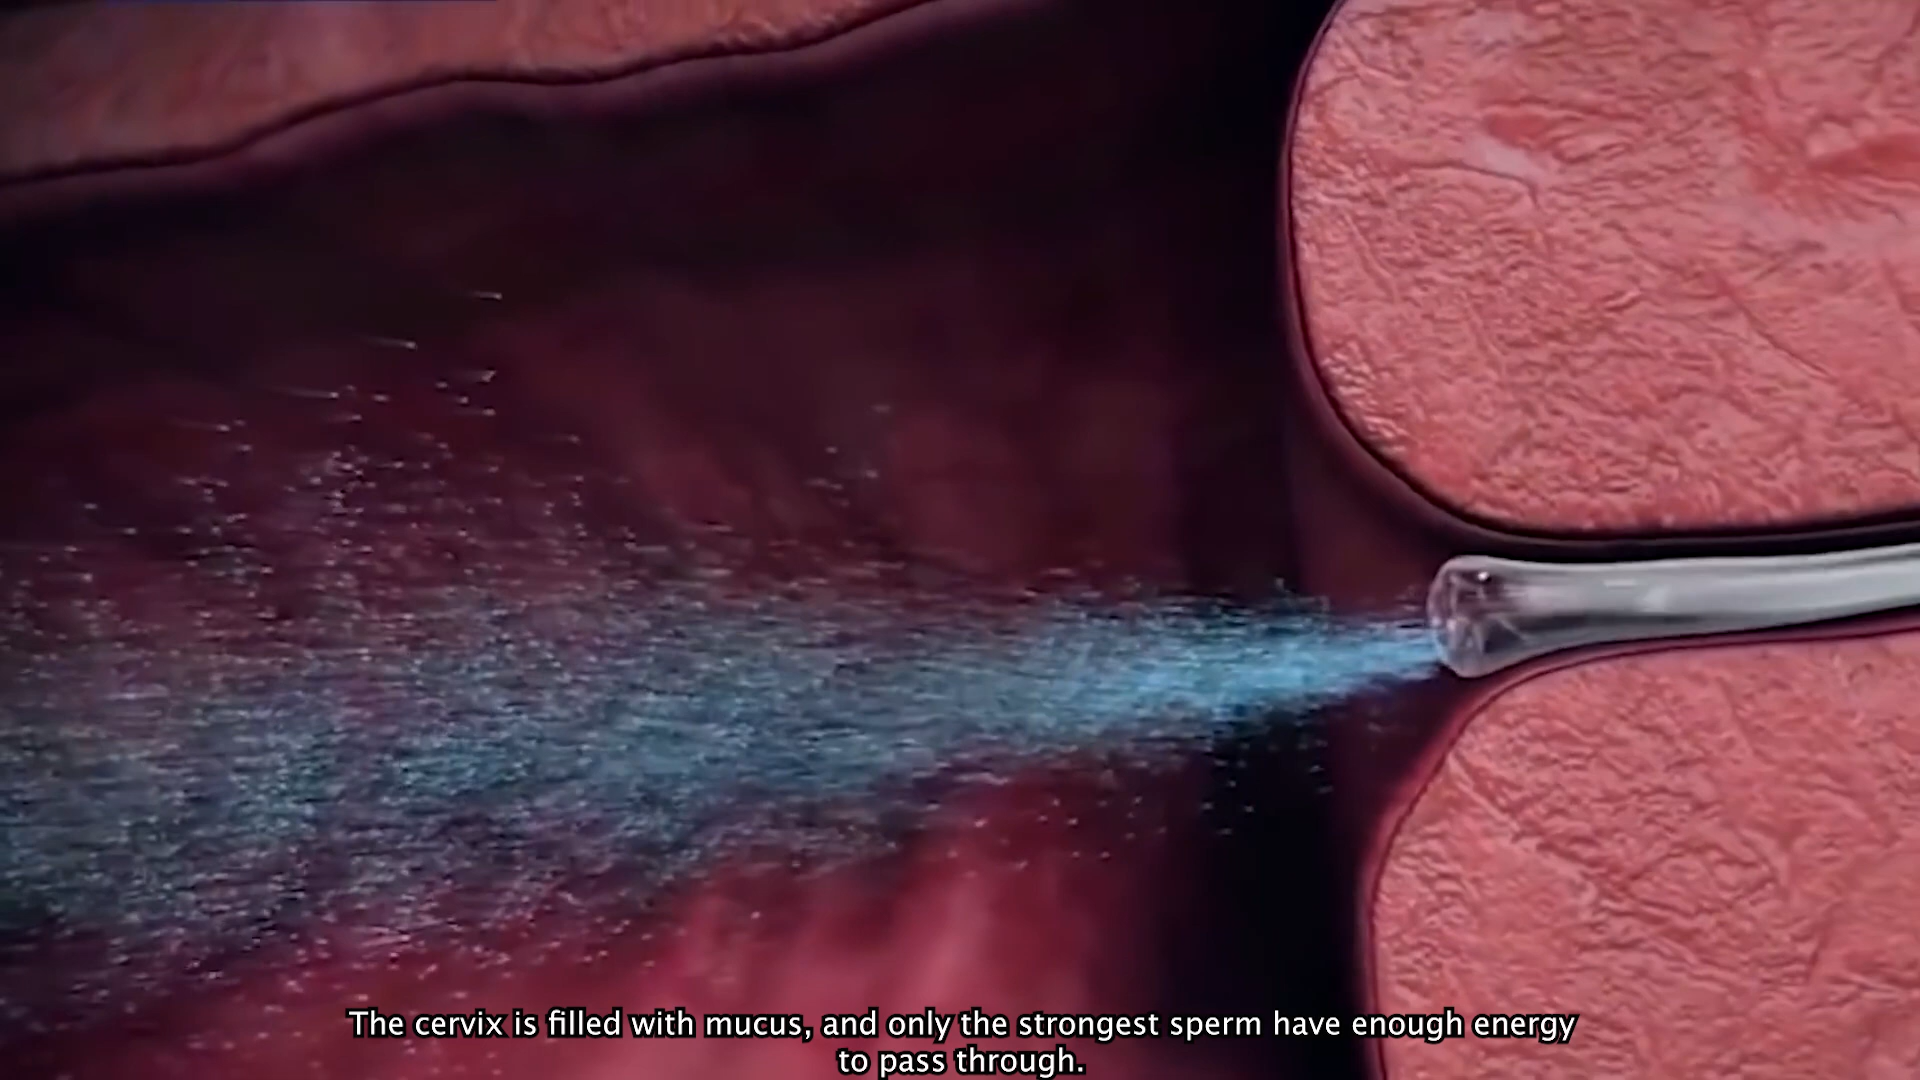 The cervix is filled with mucus, and only the strongest sperm have enough energy
to pass through.